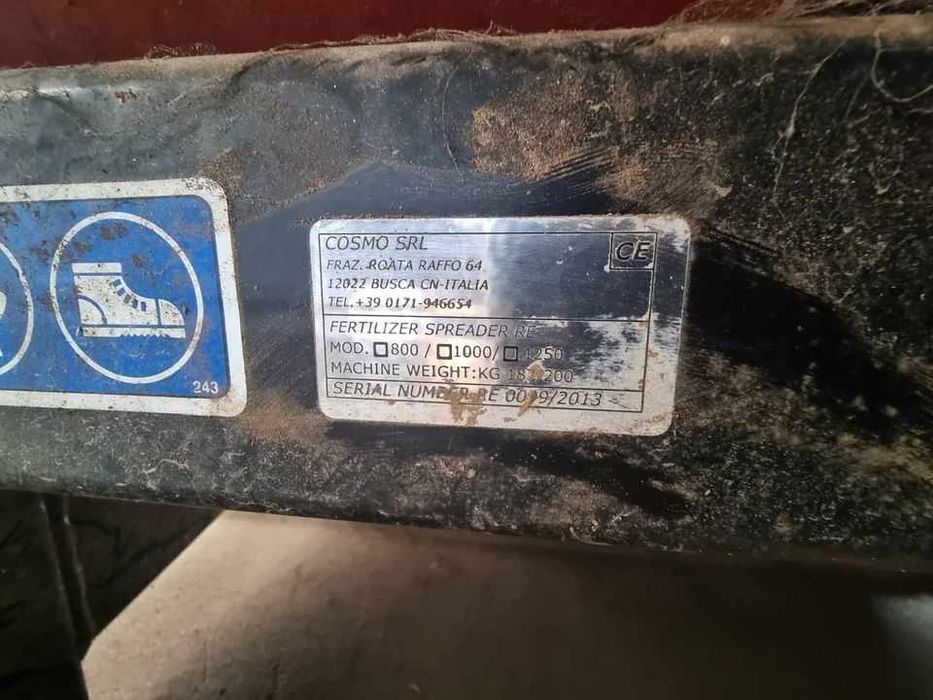 COSMO SRL
CE
FRAZ. ROATA RAFFO 64
12022 BUSCA CN-ITALIA
TEL.+39 0171-946654
FERTILIZER SPREADER RE
MOD. 800 / 1000/ 1250
MACHINE WEIGHT:KG 200
SERIAL NUMBER RE /2013
243